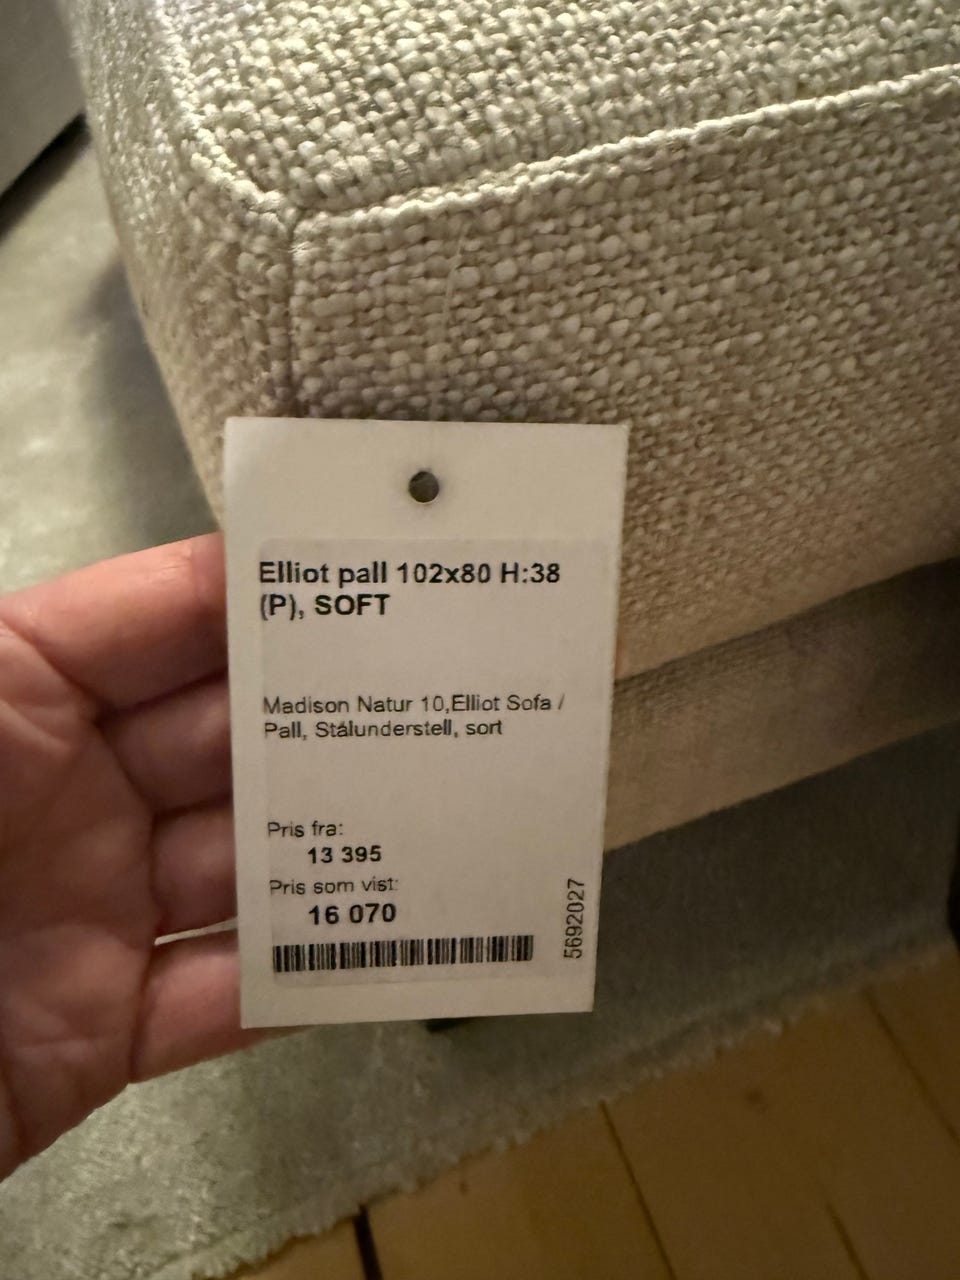 Elliot pall 102x80 H:38
(P), SOFT
Madison Natur 10,Elliot Sofa /
Pall, Stålunderstell, sort
Pris fra:
13 395
Pris som vist:
16 070
5692027